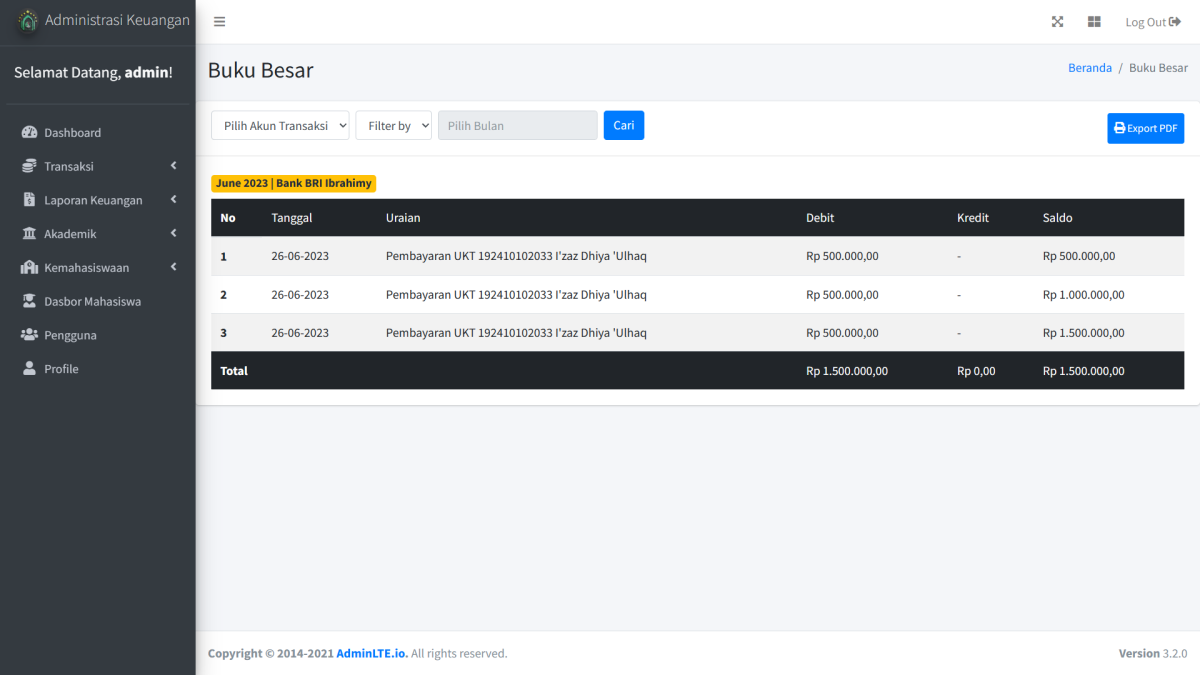 Administrasi Keuangan
Log Out
Selamat Datang, admin!
Buku Besar
Beranda / Buku Besar
Dashboard
Transaksi
Laporan Keuangan
Akademik
Kemahasiswaan
Dasbor Mahasiswa
Pengguna
Profile
Pilih Akun Transaksi Filter by Pilih Bulan Cari Export PDF
June 2023 | Bank BRI Ibrahimy
No Tanggal Uraian Debit Kredit Saldo
1 26-06-2023 Pembayaran UKT 192410102033 I'zaz Dhiya 'Ulhaq Rp 500.000,00 - Rp 500.000,00
2 26-06-2023 Pembayaran UKT 192410102033 I'zaz Dhiya 'Ulhaq Rp 500.000,00 - Rp 1.000.000,00
3 26-06-2023 Pembayaran UKT 192410102033 I'zaz Dhiya 'Ulhaq Rp 500.000,00 - Rp 1.500.000,00
Total Rp 1.500.000,00 Rp 0,00 Rp 1.500.000,00
Copyright © 2014-2021 AdminLTE.io. All rights reserved.
Version 3.2.0